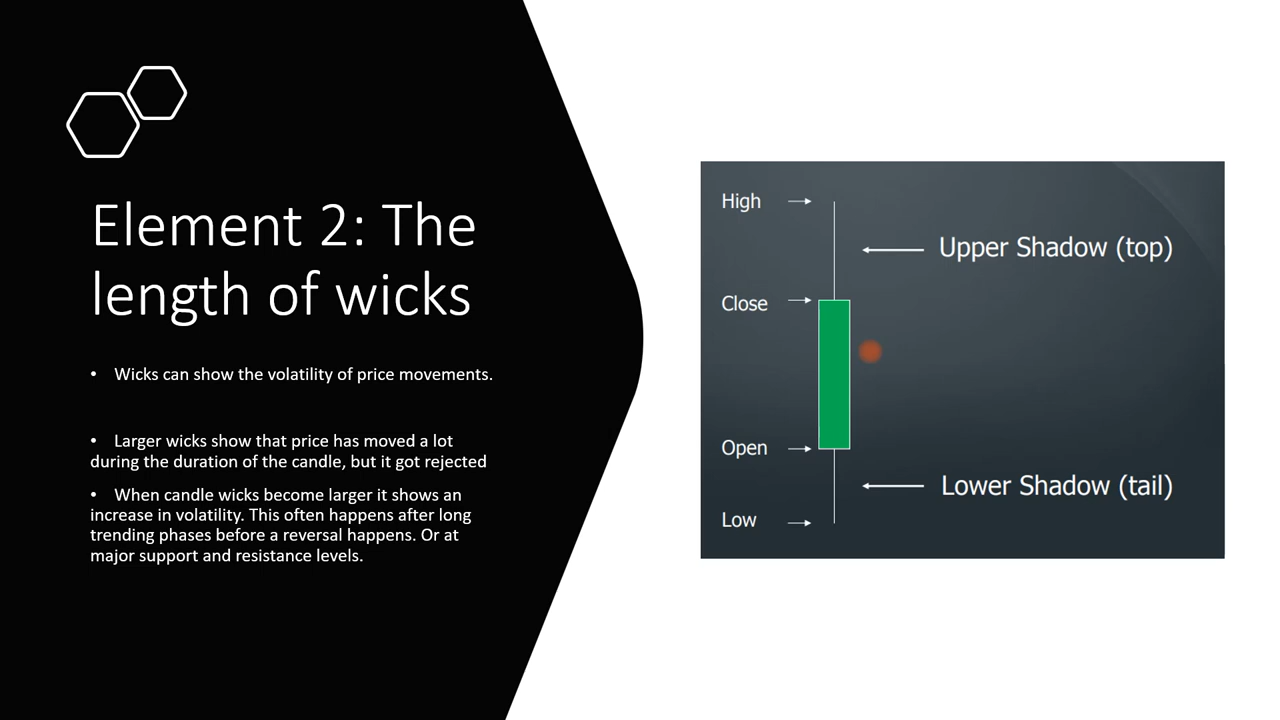 Element 2: The
length of wicks
• Wicks can show the volatility of price movements.
• Larger wicks show that price has moved a lot
during the duration of the candle, but it got rejected
• When candle wicks become larger it shows an
increase in volatility. This often happens after long
trending phases before a reversal happens. Or at
major support and resistance levels.
High
Upper Shadow (top)
Close
Open
Lower Shadow (tail)
Low